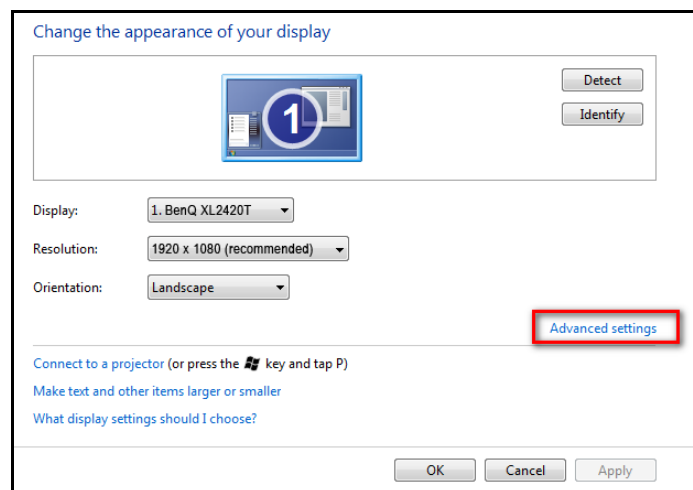 Change the appearance of your display
1
Detect
Identify
Display:
1. BenQ XL2420T
Resolution:
1920 x 1080 (recommended)
Orientation:
Landscape
Advanced settings
Connect to a projector (or press the key and tap P)
Make text and other items larger or smaller
What display settings should I choose?
OK
Cancel
Apply